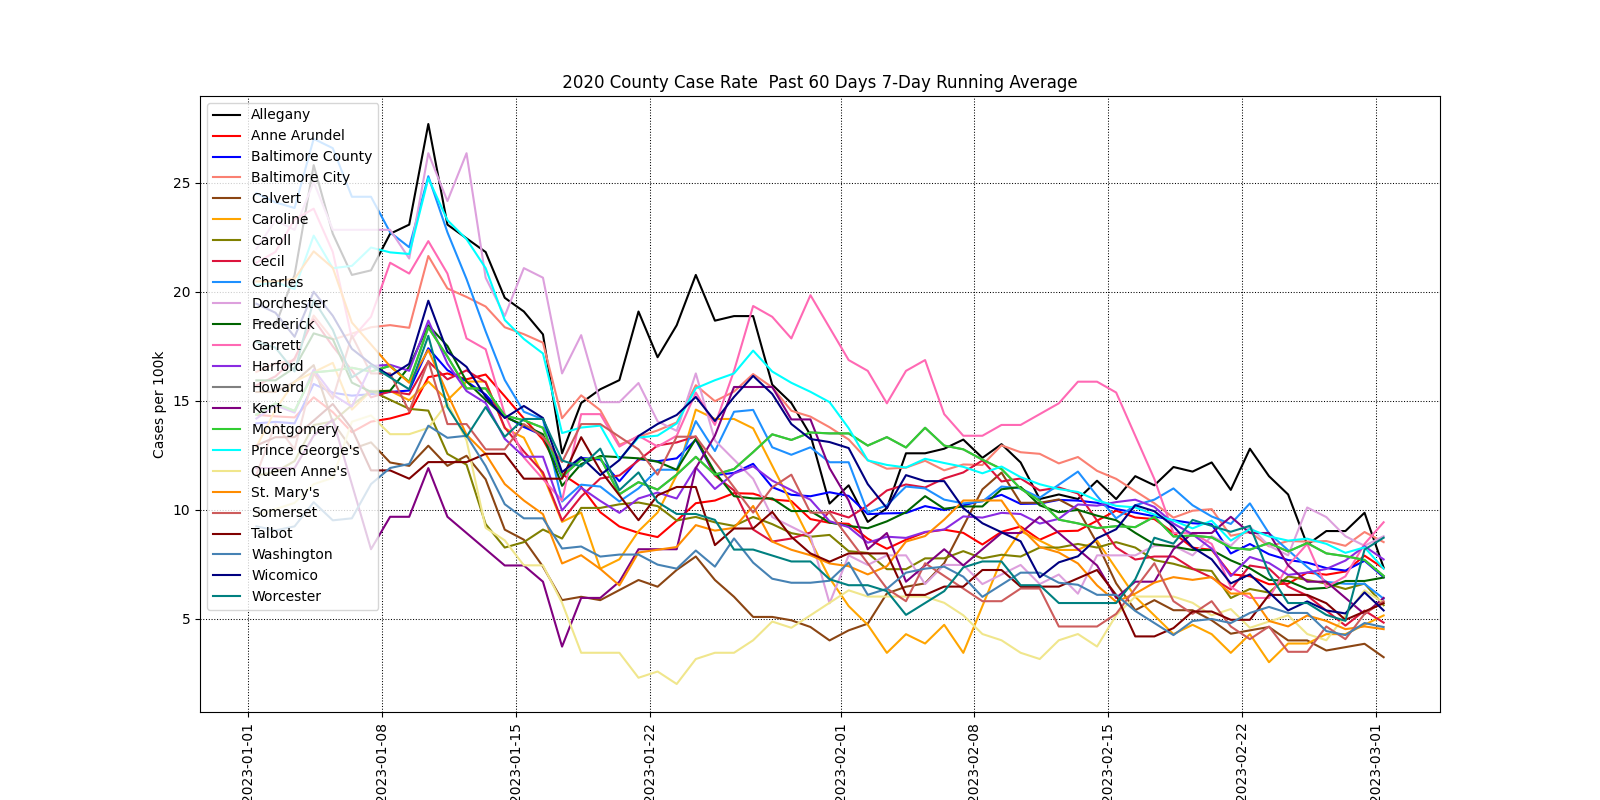 2020 County Case Rate  Past 60 Days 7-Day Running Average
Allegany
Anne Arundel
Baltimore County
Baltimore City
Calvert
Caroline
Caroll
Cecil
Charles
Dorchester
Frederick
Garrett
Harford
Howard
Kent
Montgomery
Prince George's
Queen Anne's
St. Mary's
Somerset
Talbot
Washington
Wicomico
Worcester
Cases per 100k
25
20
15
10
5
2023-01-01
2023-01-08
2023-01-15
2023-01-22
2023-02-01
2023-02-08
2023-02-15
2023-02-22
2023-03-01